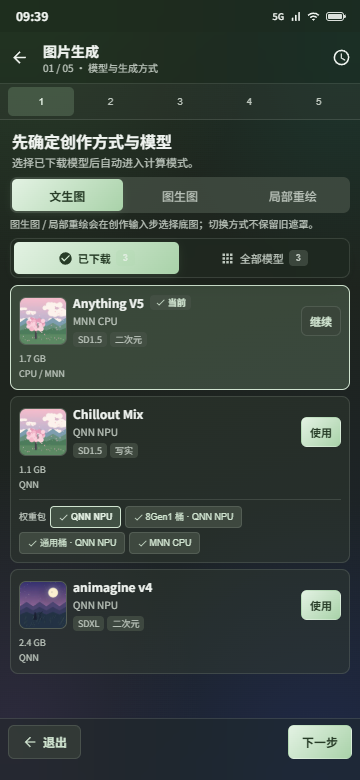 09:39
5G
图片生成
01 / 05 • 模型与生成方式
1 2 3 4 5
先确定创作方式与模型
选择已下载模型后自动进入计算模式。
文生图 图生图 局部重绘
图生图 / 局部重绘会在创作输入步选择底图；切换方式不保留旧遮罩。
已下载 3 全部模型 3
Anything V5 当前
MNN CPU
SD1.5 二次元
继续
1.7 GB
CPU / MNN
Chillout Mix
QNN NPU
SD1.5 写实
使用
1.1 GB
QNN
权重包 QNN NPU 8Gen1 桶 · QNN NPU
通用桶 · QNN NPU MNN CPU
animagine v4
QNN NPU
SDXL 二次元
使用
2.4 GB
QNN
退出 下一步